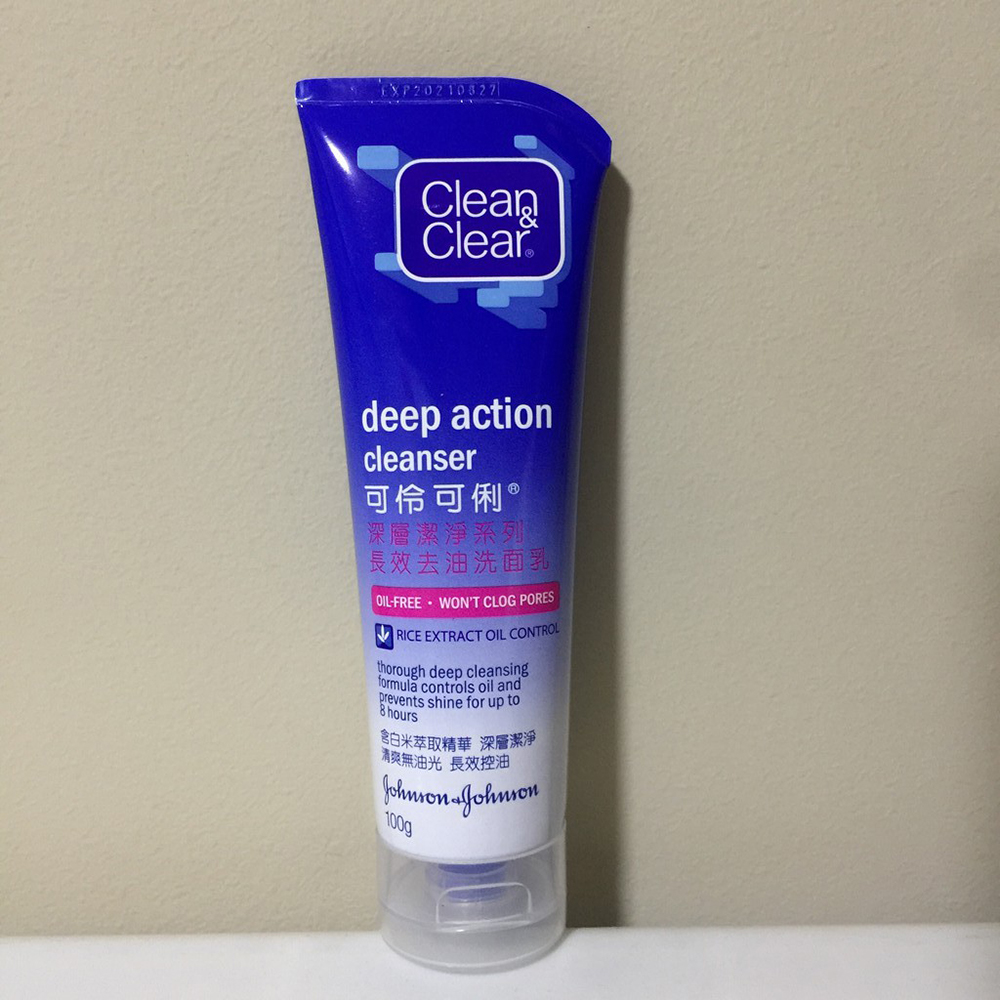 EXP20210827
Clean
&
Clear®
deep action
cleanser
可伶可俐®
深層潔淨系列
長效去油洗面乳
OIL-FREE · WON'T CLOG PORES
RICE EXTRACT OIL CONTROL
thorough deep cleansing
formula controls oil and
prevents shine for up to
8 hours
含白米萃取精華 深層潔淨
清爽無油光 長效控油
Johnson & Johnson
100g